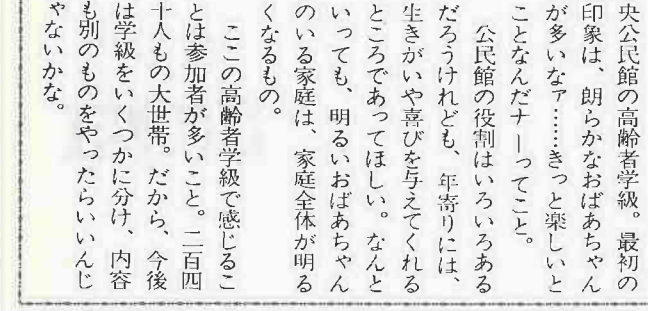 央公民館の高齢者学級。最初の
印象は、朗らかなおばあちゃん
が多いなァ……きっと楽しいと
ことなんだナーってこと。
　公民館の役割はいろいろある
だろうけれども、年寄りには、
生きがいや喜びを与えてくれる
ところであってほしい。なんと
いっても、明るいおばあちゃん
のいる家庭は、家庭全体が明る
くなるもの。
　ここの高齢者学級で感じるこ
とは参加者が多いこと。二百四
十人もの大世帯。だから、今後
は学級をいくつかに分け、内容
も別のものをやったらいいんじ
ゃないかな。